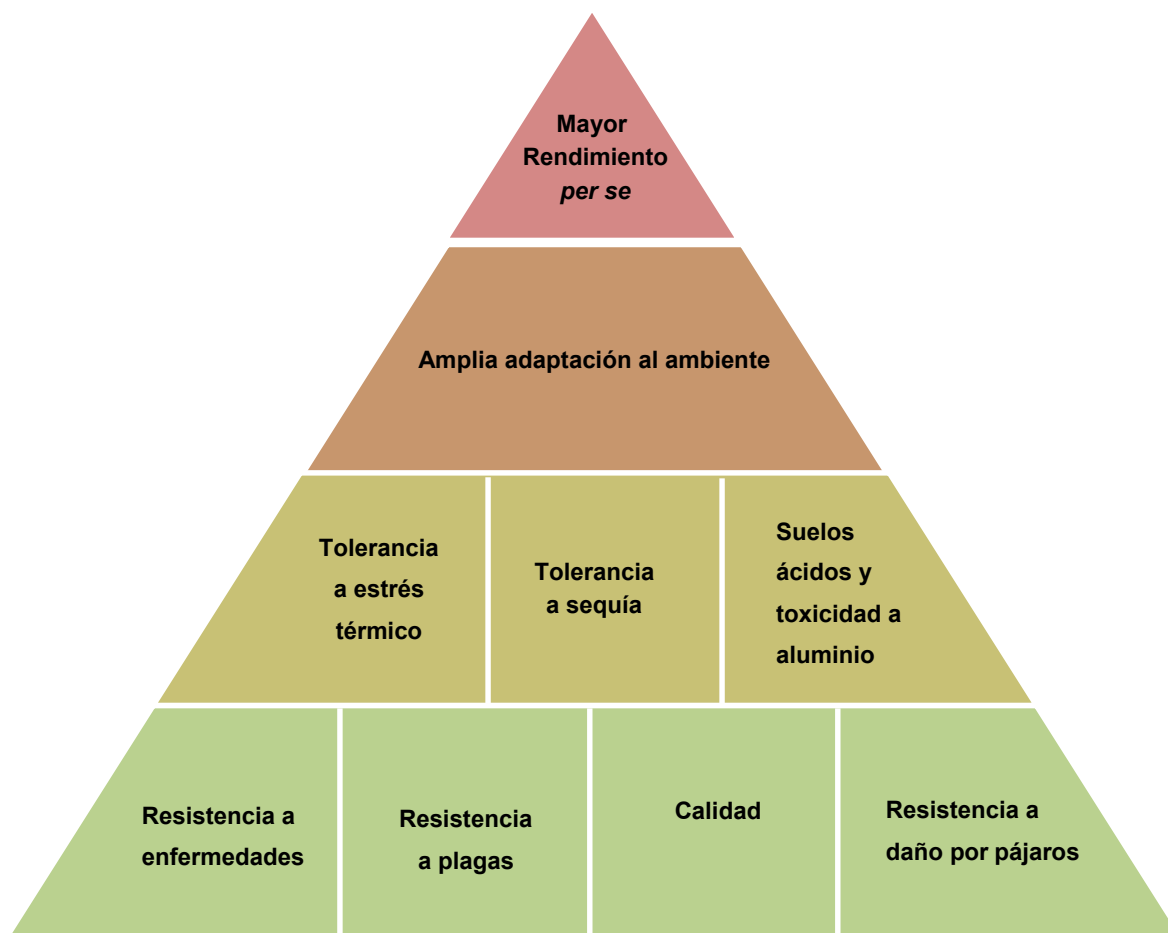 Mayor
Rendimiento
per se
Amplia adaptación al ambiente
Tolerancia
a estrés
térmico
Tolerancia
a sequía
Suelos
ácidos y
toxicidad a
aluminio
Resistencia a
enfermedades
Resistencia
a plagas
Calidad
Resistencia a
daño por pájaros